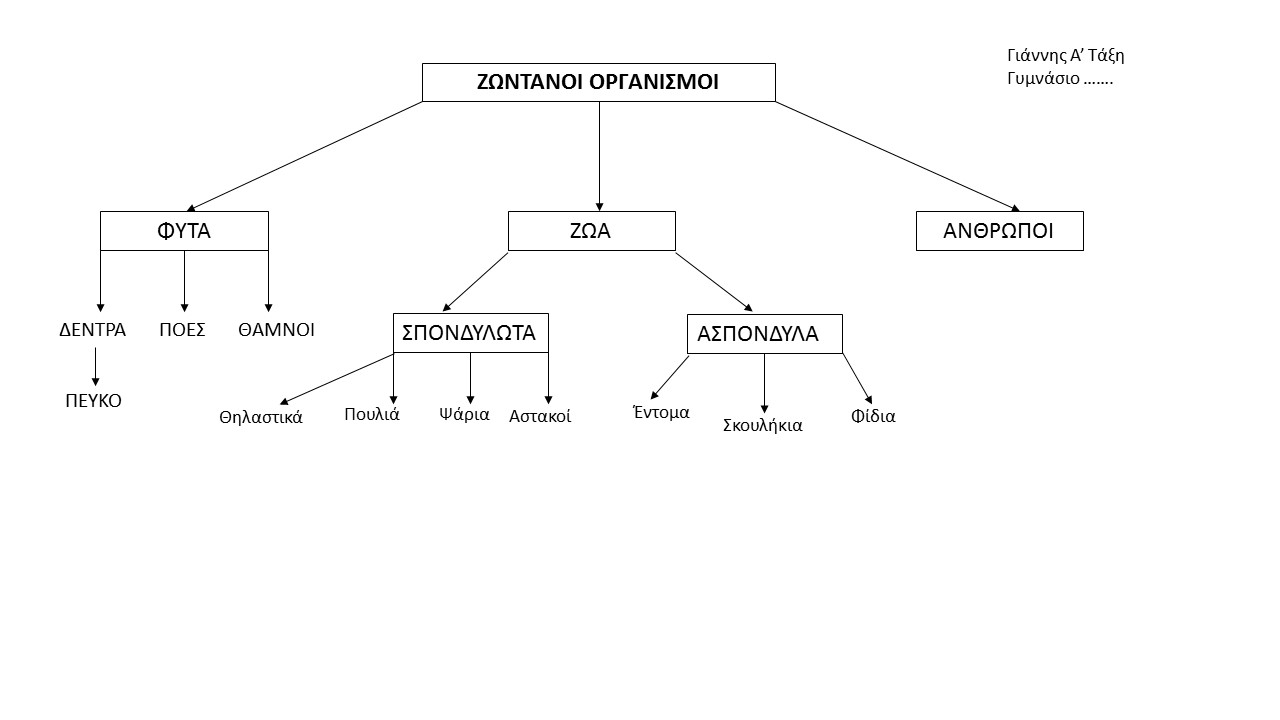 Γιάννης Α’ Τάξη
Γυμνάσιο …….
ΖΩΝΤΑΝΟΙ ΟΡΓΑΝΙΣΜΟΙ
ΦΥΤΑ
ΖΩΑ
ΑΝΘΡΩΠΟΙ
ΔΕΝΤΡΑ
ΠΟΕΣ
ΘΑΜΝΟΙ
ΣΠΟΝΔΥΛΩΤΑ
ΑΣΠΟΝΔΥΛΑ
ΠΕΥΚΟ
Θηλαστικά
Πουλιά
Ψάρια
Αστακοί
Έντομα
Σκουλήκια
Φίδια